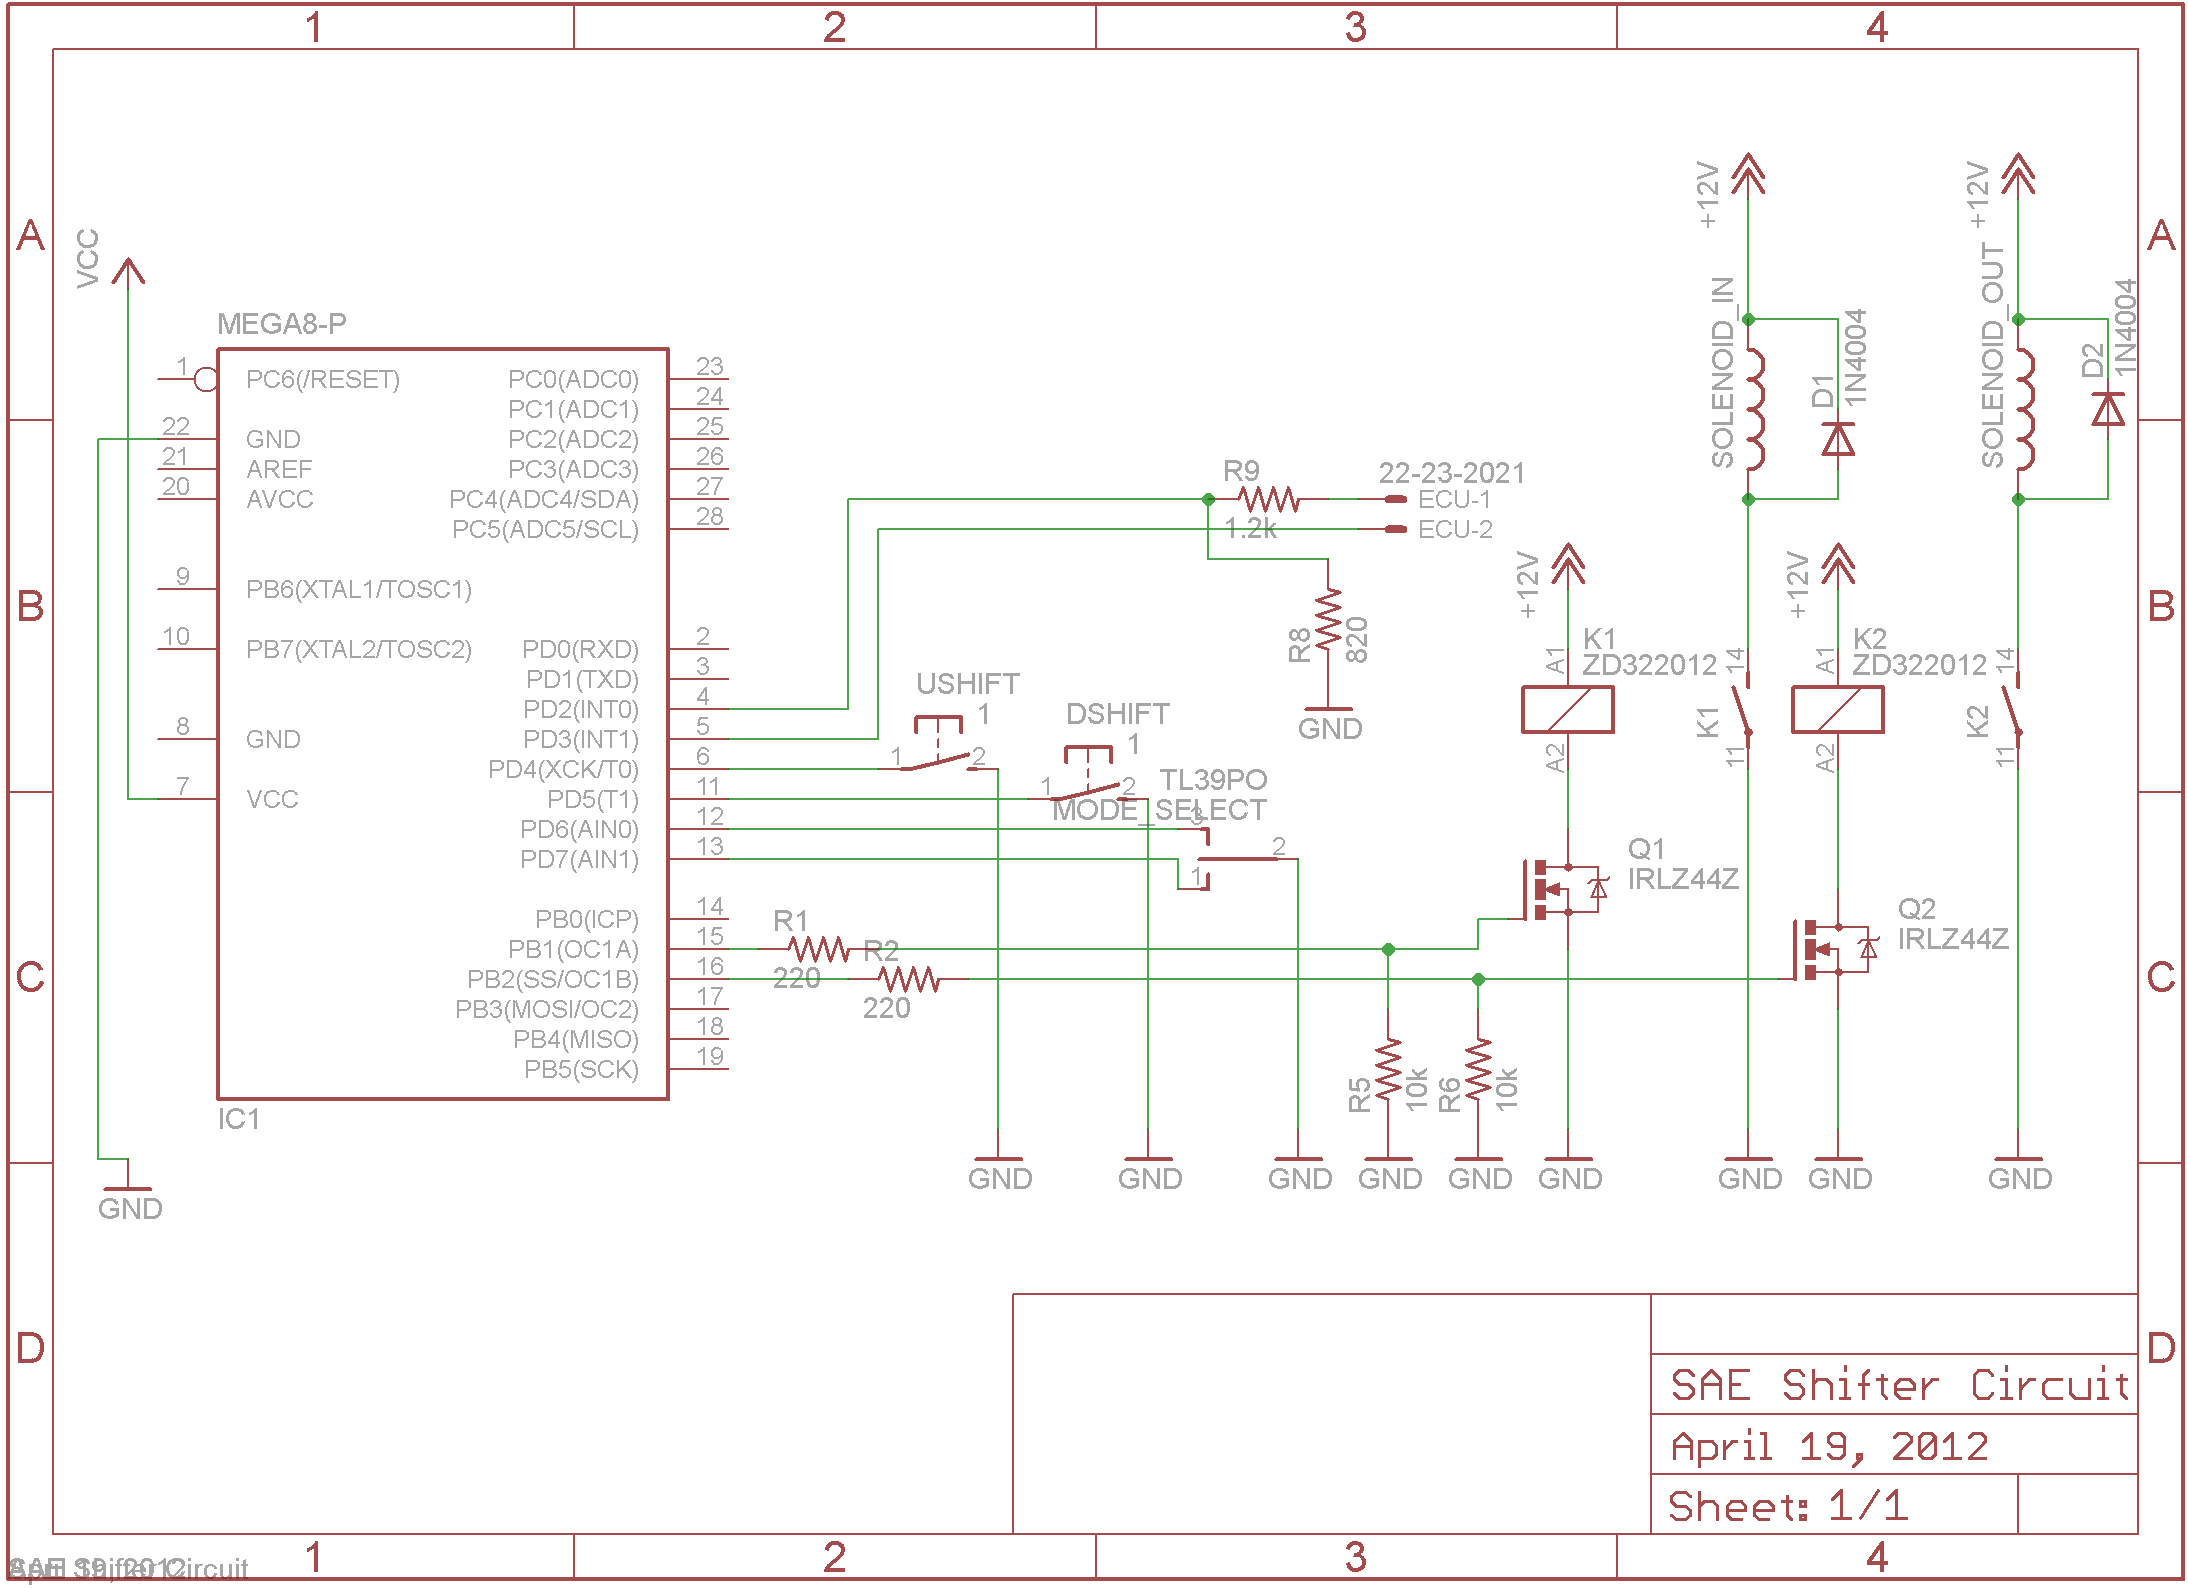 1 2 3 4
A A
B B
C C
D D
VCC
MEGA8-P
1 PC6(/RESET)
22 GND
21 AREF
20 AVCC
9 PB6(XTAL1/TOSC1)
10 PB7(XTAL2/TOSC2)
8 GND
7 VCC
PC0(ADC0) 23
PC1(ADC1) 24
PC2(ADC2) 25
PC3(ADC3) 26
PC4(ADC4/SDA) 27
PC5(ADC5/SCL) 28
PD0(RXD) 2
PD1(TXD) 3
PD2(INT0) 4
PD3(INT1) 5
PD4(XCK/T0) 6
PD5(T1) 11
PD6(AIN0) 12
PD7(AIN1) 13
PB0(ICP) 14
PB1(OC1A) 15
PB2(SS/OC1B) 16
PB3(MOSI/OC2) 17
PB4(MISO) 18
PB5(SCK) 19
IC1
GND
R1
220
R2
220
USHIFT
1
1 2
DSHIFT
1
1 2
TL39PO
MODE_SELECT
3
2
1
R9
1.2k
22-23-2021
ECU-1
ECU-2
R8
820
GND
R5
10k
R6
10k
+12V
K1
ZD322012
A1
A2
Q1
IRLZ44Z
+12V
SOLENOID_IN
D1
1N4004
14
K1
11
+12V
K2
ZD322012
A1
A2
Q2
IRLZ44Z
+12V
SOLENOID_OUT
D2
1N4004
14
K2
11
GND GND GND GND GND GND GND GND GND
SAE Shifter Circuit
April 19, 2012
Sheet: 1/1
1 2 3 4
SAE Shifter Circuit